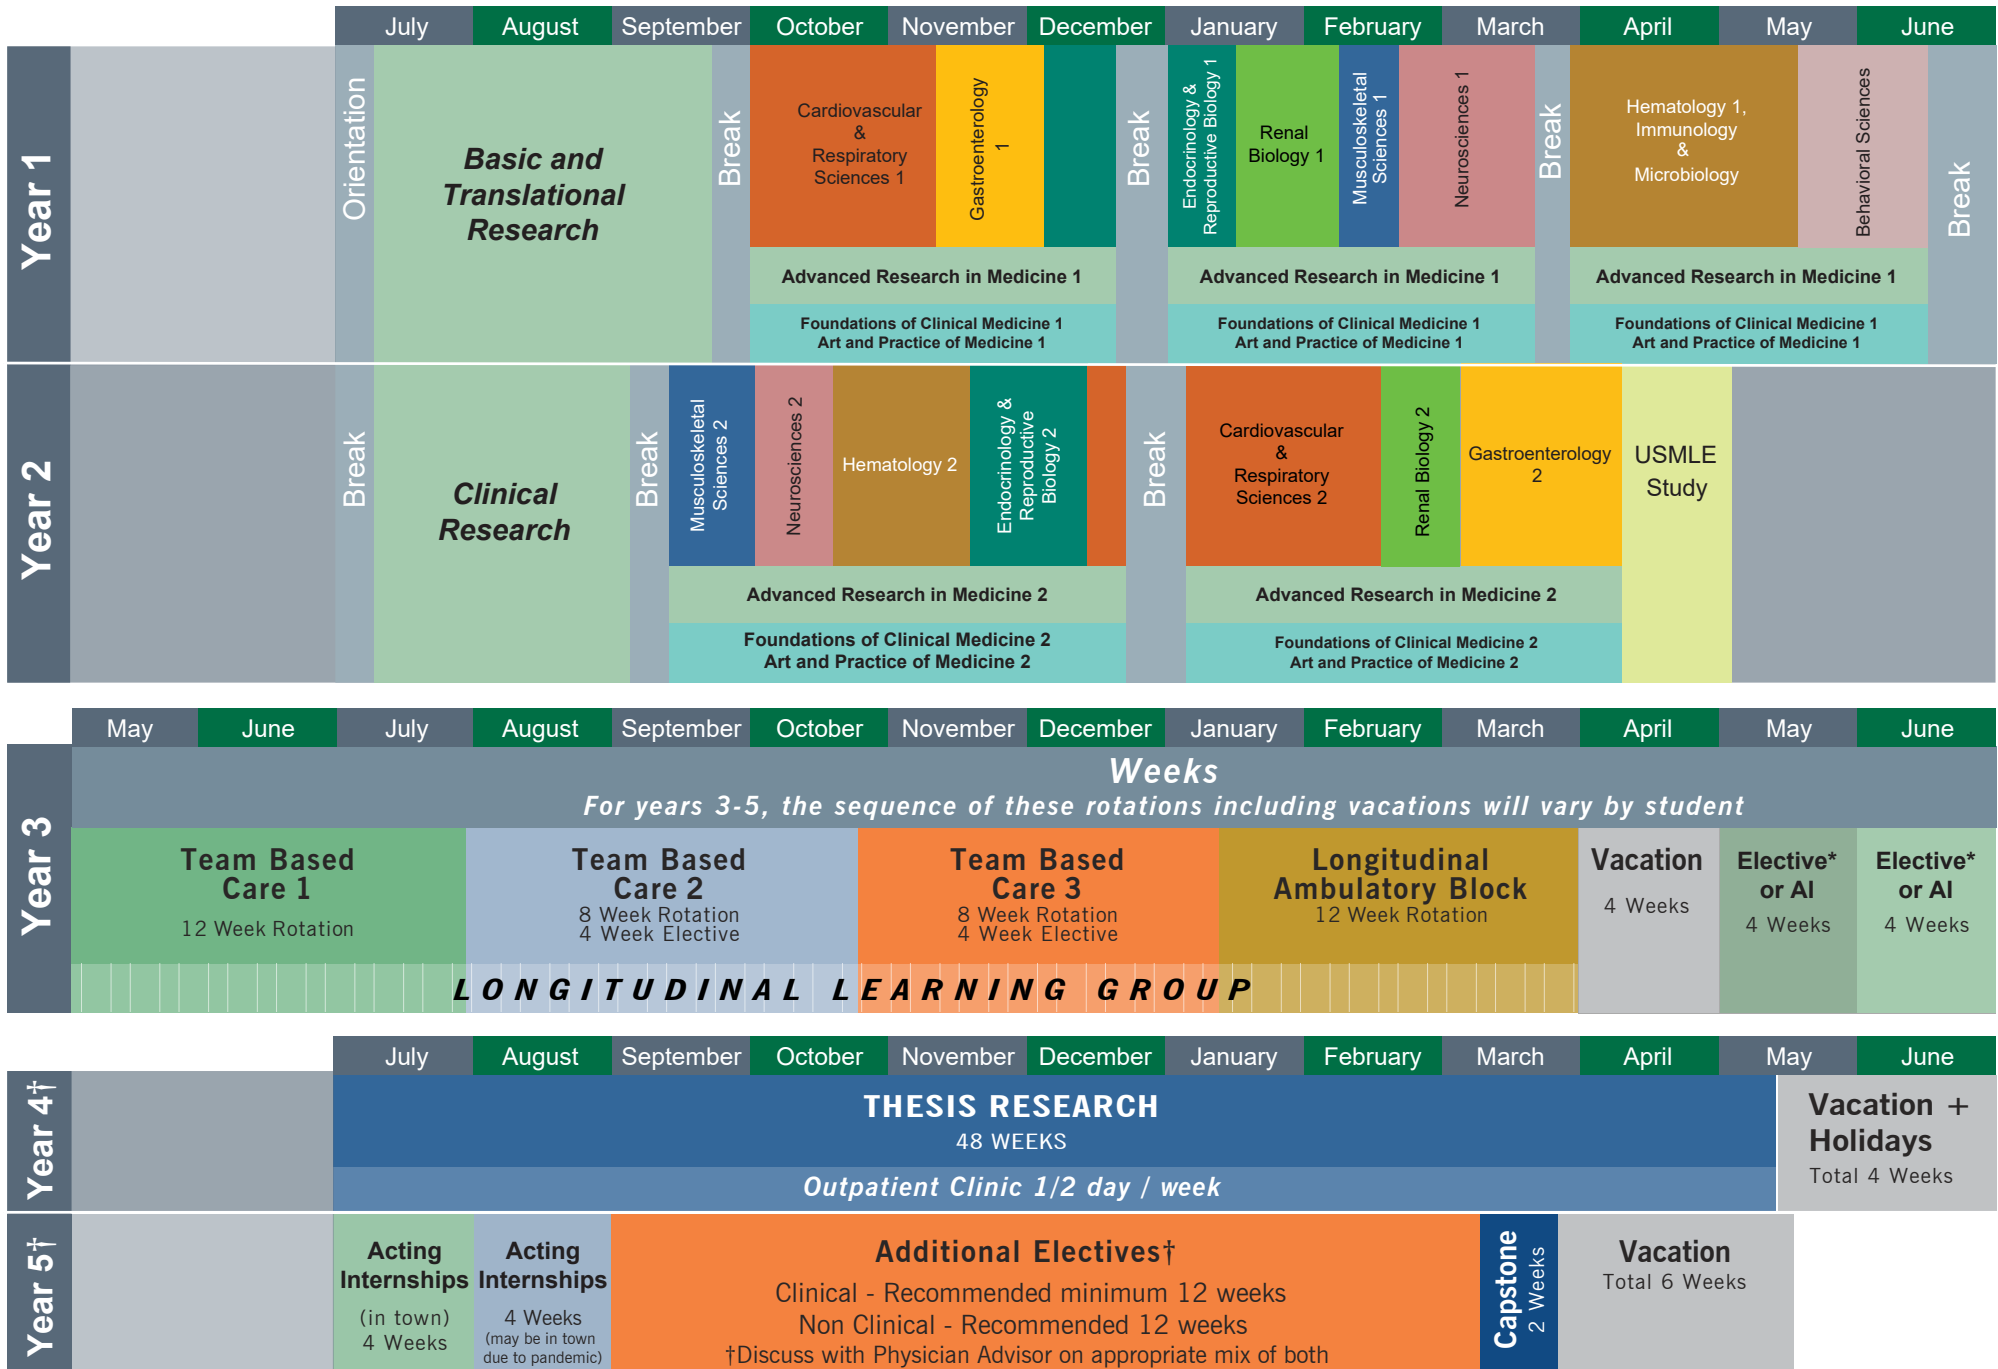 July August September October November December January February March April May June
Year 1
Orientation
Basic and
Translational
Research
Break
Cardiovascular
&
Respiratory
Sciences 1
Gastroenterology
1
Break
Endocrinology &
Reproductive Biology 1
Renal
Biology 1
Musculoskeletal
Sciences 1
Neurosciences 1
Break
Hematology 1,
Immunology
&
Microbiology
Behavioral Sciences
Break
Advanced Research in Medicine 1
Advanced Research in Medicine 1
Advanced Research in Medicine 1
Foundations of Clinical Medicine 1
Art and Practice of Medicine 1
Foundations of Clinical Medicine 1
Art and Practice of Medicine 1
Foundations of Clinical Medicine 1
Art and Practice of Medicine 1
Year 2
Break
Clinical
Research
Break
Musculoskeletal
Sciences 2
Neurosciences 2
Hematology 2
Endocrinology &
Reproductive
Biology 2
Break
Cardiovascular
&
Respiratory
Sciences 2
Renal Biology 2
Gastroenterology
2
USMLE
Study
Advanced Research in Medicine 2
Advanced Research in Medicine 2
Foundations of Clinical Medicine 2
Art and Practice of Medicine 2
Foundations of Clinical Medicine 2
Art and Practice of Medicine 2
May June July August September October November December January February March April May June
Year 3
Weeks
For years 3-5, the sequence of these rotations including vacations will vary by student
Team Based
Care 1
12 Week Rotation
Team Based
Care 2
8 Week Rotation
4 Week Elective
Team Based
Care 3
8 Week Rotation
4 Week Elective
Longitudinal
Ambulatory Block
12 Week Rotation
Vacation
4 Weeks
Elective*
or AI
4 Weeks
Elective*
or AI
4 Weeks
LONGITUDINAL LEARNING GROUP
July August September October November December January February March April May June
Year 4†
THESIS RESEARCH
48 WEEKS
Outpatient Clinic 1/2 day / week
Vacation +
Holidays
Total 4 Weeks
Year 5†
Acting
Internships
(in town)
4 Weeks
Acting
Internships
4 Weeks
(may be in town
due to pandemic)
Additional Electives†
Clinical - Recommended minimum 12 weeks
Non Clinical - Recommended 12 weeks
†Discuss with Physician Advisor on appropriate mix of both
Capstone
2 Weeks
Vacation
Total 6 Weeks